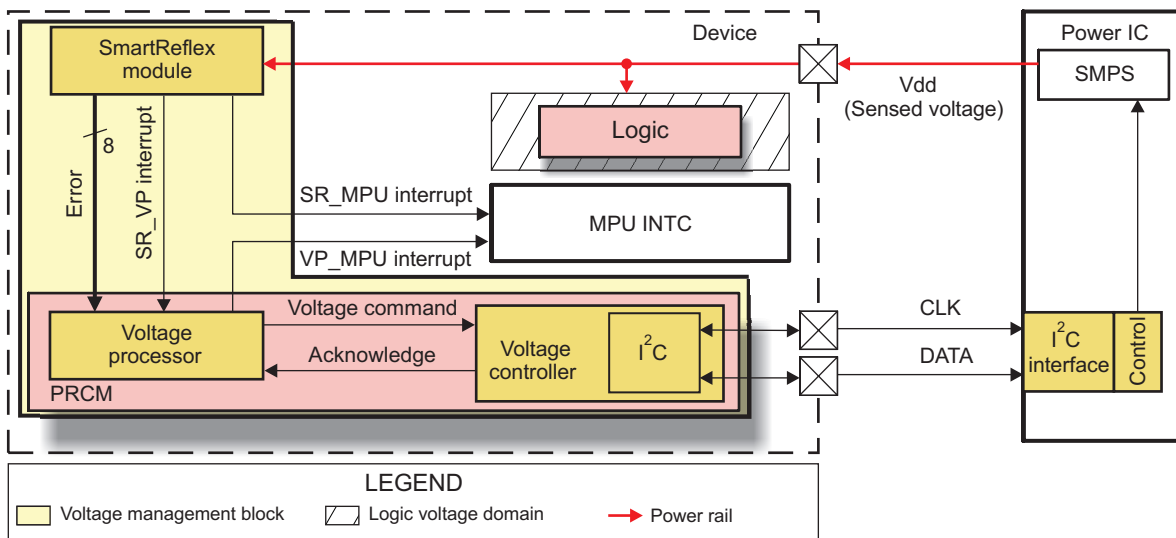 SmartReflex
module
Device
Power IC
SMPS
Vdd
(Sensed voltage)
Logic
8
Error
SR_VP interrupt
SR_MPU interrupt
MPU INTC
VP_MPU interrupt
Voltage command
Voltage
processor
Acknowledge
Voltage
controller
I²C
PRCM
CLK
DATA
I²C
interface
Control
LEGEND
Voltage management block
Logic voltage domain
Power rail